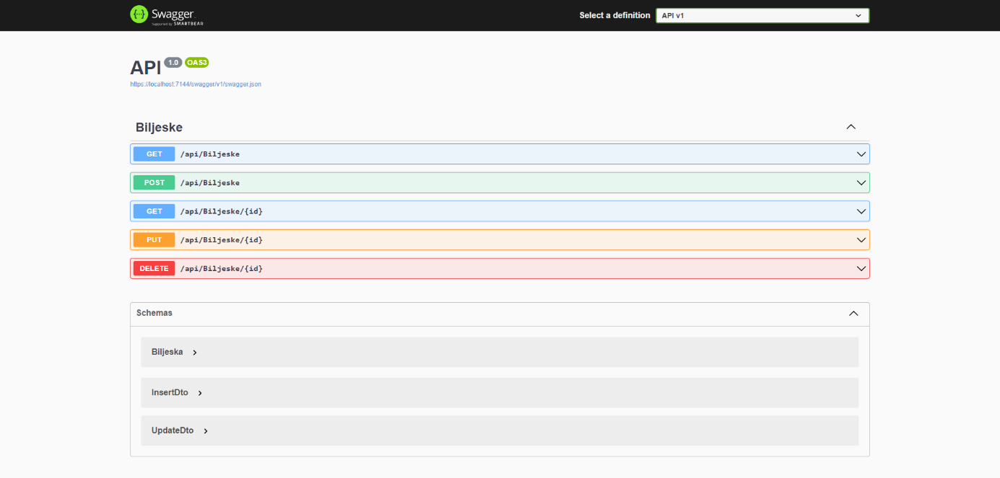 Swagger.
Supported by SMARTBEAR
Select a definition
API v1
API 1.0 OAS3
https://localhost:7144/swagger/v1/swagger.json
Biljeske
GET /api/Biljeske
POST /api/Biljeske
GET /api/Biljeske/{id}
PUT /api/Biljeske/{id}
DELETE /api/Biljeske/{id}
Schemas
Biljeska
InsertDto
UpdateDto